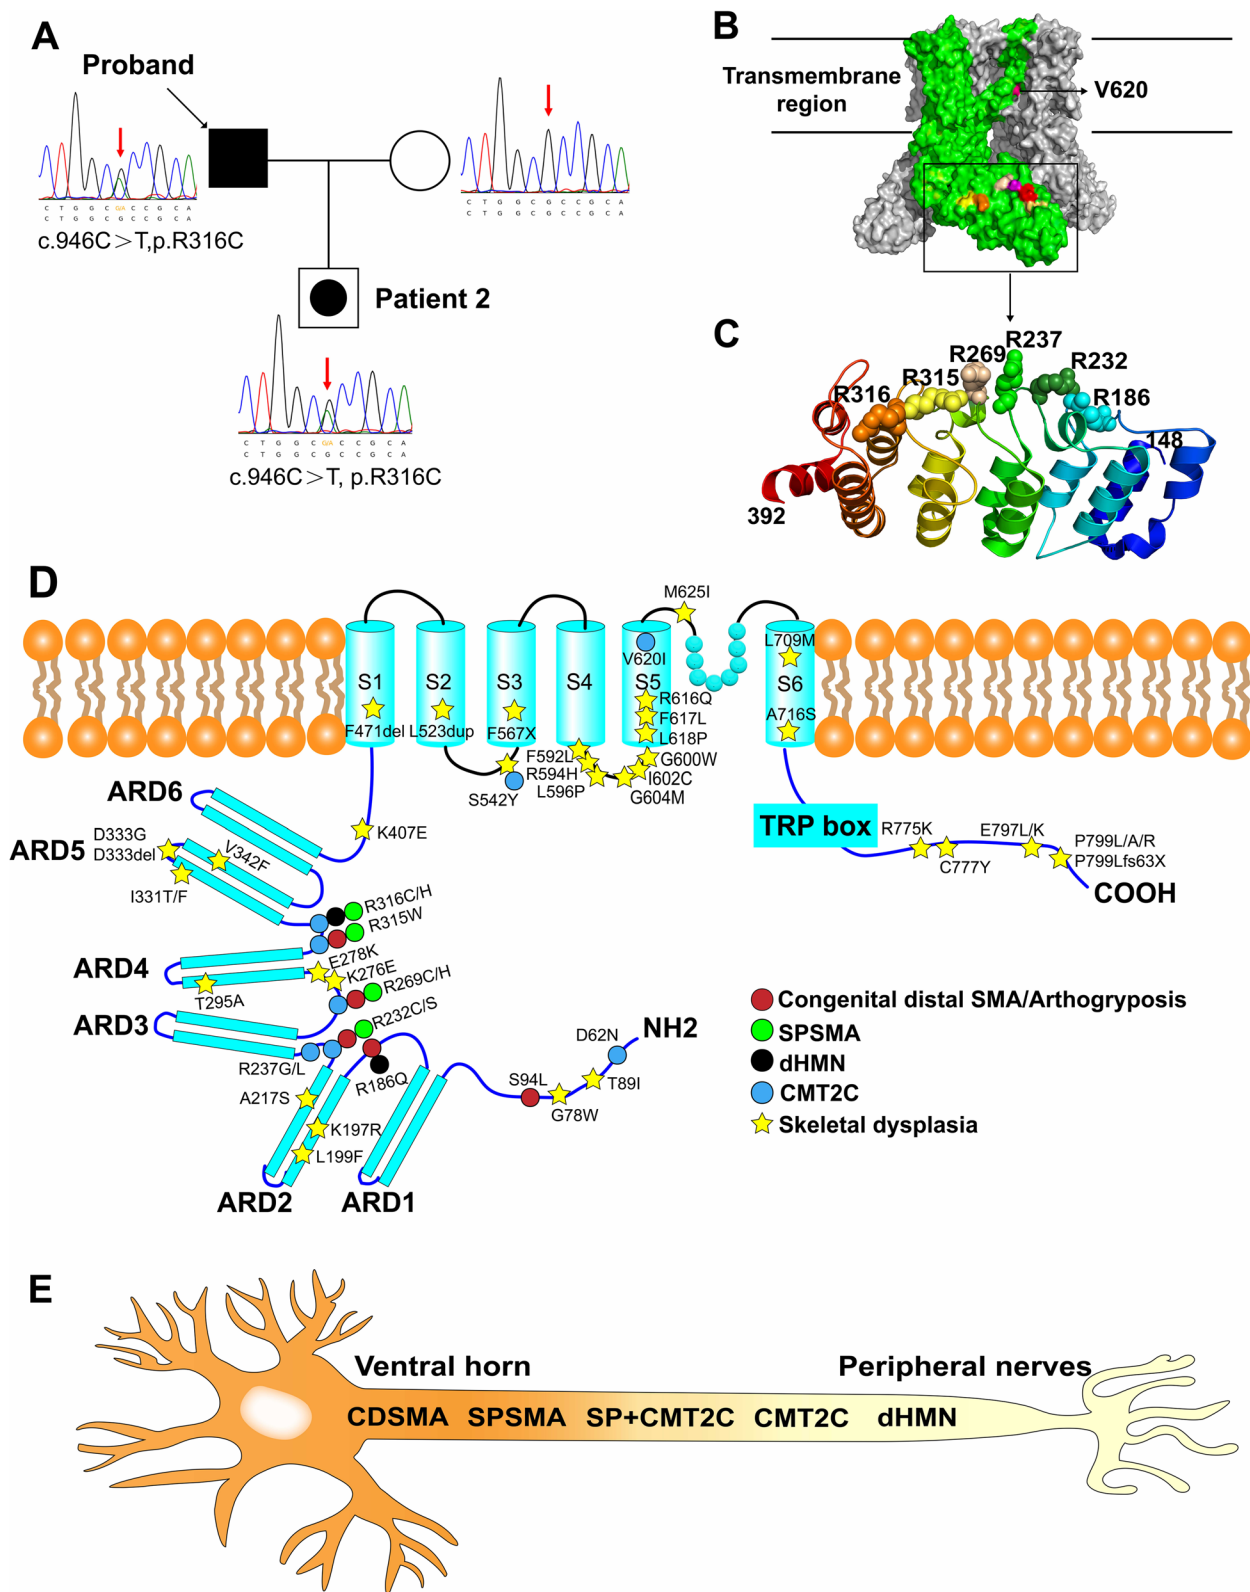 A
Proband
C T G G C GA C C G C A
C T G G C G C C G C A
c.946C>T,p.R316C
C T G G C G C C G C A
C T G G C G C C G C A
Patient 2
C T G G C GA C C G C A
C T G G C G C C G C A
c.946C>T, p.R316C
B
Transmembrane
region
V620
C
R237
R269
R232
R315
R316
R186
148
392
D
M625I
V620I
L709M
S1
S2
S3
S4
S5
S6
R616Q
F617L
L618P
A716S
F471del
L523dup
F567X
F592L
R594H
L596P
G600W
I602C
G604M
S542Y
ARD6
K407E
TRP box
R775K
C777Y
E797L/K
P799L/A/R
P799Lfs63X
COOH
D333G
D333del
ARD5
V342F
I331T/F
R316C/H
R315W
ARD4
E278K
K276E
T295A
R269C/H
ARD3
R232C/S
R237G/L
R186Q
NH2
D62N
T89I
S94L
G78W
A217S
K197R
L199F
ARD2
ARD1
Congenital distal SMA/Arthogryposis
SPSMA
dHMN
CMT2C
Skeletal dysplasia
E
Ventral horn
Peripheral nerves
CDSMA SPSMA SP+CMT2C CMT2C dHMN